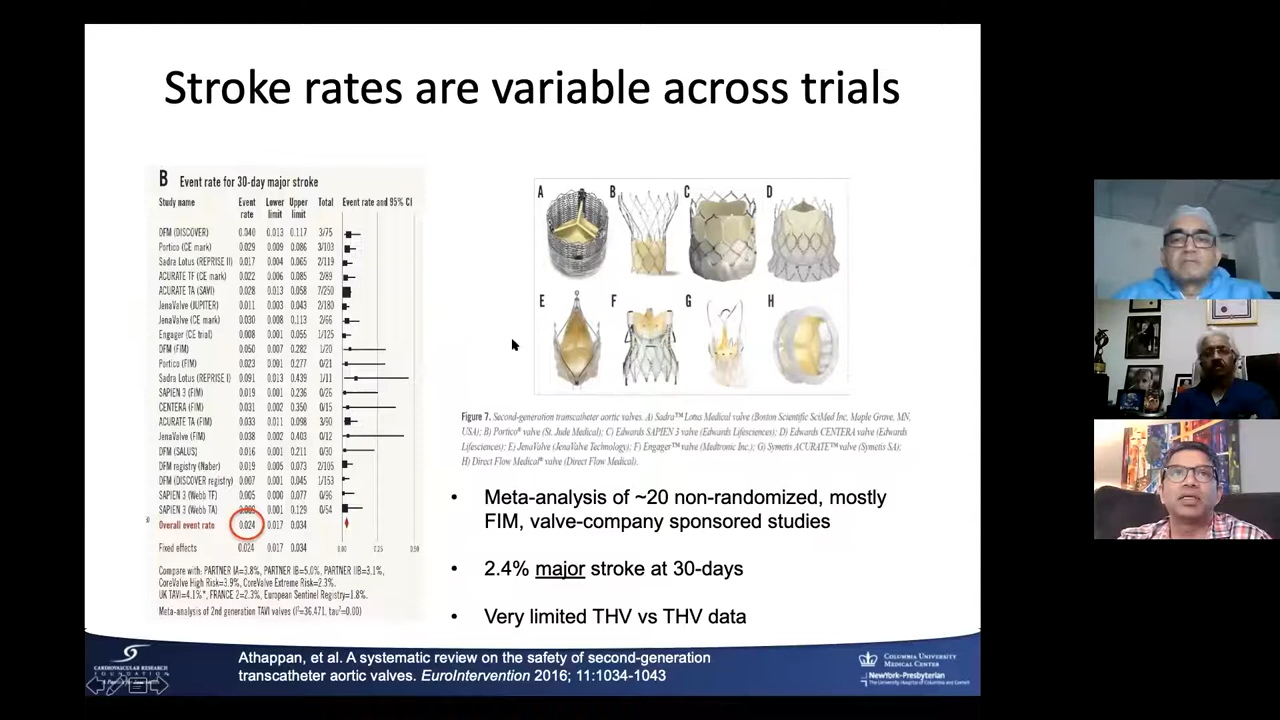 Stroke rates are variable across trials
B Event rate for 30-day major stroke
Study name Event rate Lower limit Upper limit Total Event rate and 95% CI
DFM (DISCOVER) 0.040 0.013 0.117 3/75
Portico (CE mark) 0.029 0.009 0.086 3/103
Sadra Lotus (REPRISE II) 0.017 0.004 0.065 2/119
ACURATE TF (CE mark) 0.022 0.006 0.085 2/89
ACURATE TA (SAVI) 0.028 0.013 0.058 7/250
JenaValve (JUPITER) 0.011 0.003 0.043 2/180
JenaValve (CE mark) 0.030 0.008 0.113 2/66
Engager (CE trial) 0.008 0.001 0.055 1/125
DFM (FIM) 0.050 0.007 0.282 1/20
Portico (FIM) 0.023 0.001 0.277 0/21
Sadra Lotus (REPRISE I) 0.091 0.013 0.439 1/11
SAPIEN 3 (FIM) 0.019 0.001 0.236 0/26
CENTERA (FIM) 0.031 0.002 0.350 0/15
ACURATE TA (FIM) 0.033 0.011 0.098 3/90
JenaValve (FIM) 0.038 0.002 0.403 0/12
DFM (SALUS) 0.016 0.001 0.211 0/30
DFM registry (Naber) 0.019 0.005 0.073 2/105
DFM (DISCOVER registry) 0.007 0.001 0.045 1/153
SAPIEN 3 (Webb TF) 0.005 0.000 0.077 0/96
SAPIEN 3 (Webb TA) 0.001 0.129 0/54
Overall event rate 0.024 0.017 0.034
Fixed effects 0.024 0.017 0.034
0.00 0.25 0.50
Compare with: PARTNER IA=3.8%, PARTNER IB=5.0%, PARTNER IIB=3.1%,
CoreValve High Risk=3.9%, CoreValve Extreme Risk=2.3%.
UK TAVI=4.1%*, FRANCE 2=2.3%, European Sentinel Registry=1.8%.
Meta-analysis of 2nd generation TAVI valves (I²=36.471, tau²=0.00)
A B C D
E F G H
Figure 7. Second-generation transcatheter aortic valves. A) Sadra™ Lotus Medical valve (Boston Scientific SciMed Inc, Maple Grove, MN,
USA); B) Portico® valve (St. Jude Medical); C) Edwards SAPIEN 3 valve (Edwards Lifesciences); D) Edwards CENTERA valve (Edwards
Lifesciences); E) JenaValve (JenaValve Technology); F) Engager™ valve (Medtronic Inc.); G) Symetis ACURATE™ valve (Symetis SA);
H) Direct Flow Medical® valve (Direct Flow Medical).
• Meta-analysis of ~20 non-randomized, mostly
FIM, valve-company sponsored studies
• 2.4% major stroke at 30-days
• Very limited THV vs THV data
CARDIOVASCULAR RESEARCH
FOUNDATION
Athappan, et al. A systematic review on the safety of second-generation
transcatheter aortic valves. EuroIntervention 2016; 11:1034-1043
COLUMBIA UNIVERSITY
MEDICAL CENTER
NewYork-Presbyterian
The University Hospital of Columbia and Cornell